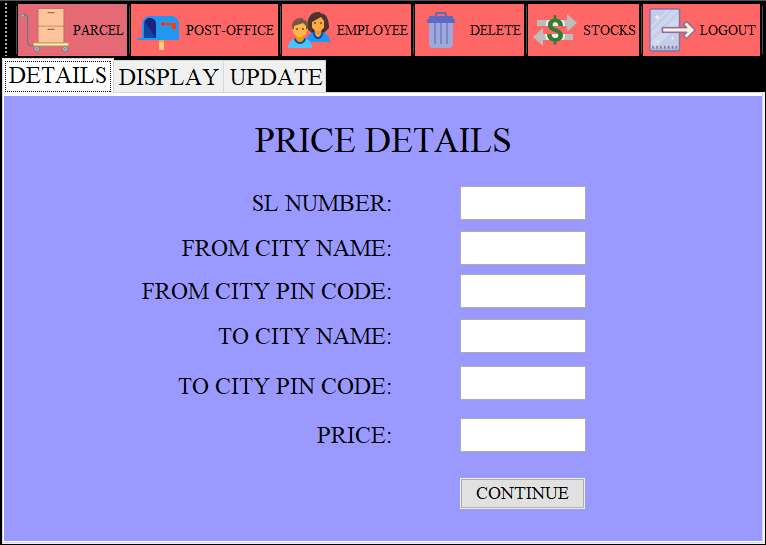 PARCEL POST-OFFICE EMPLOYEE DELETE STOCKS LOGOUT
DETAILS DISPLAY UPDATE
PRICE DETAILS
SL NUMBER:
FROM CITY NAME:
FROM CITY PIN CODE:
TO CITY NAME:
TO CITY PIN CODE:
PRICE:
CONTINUE